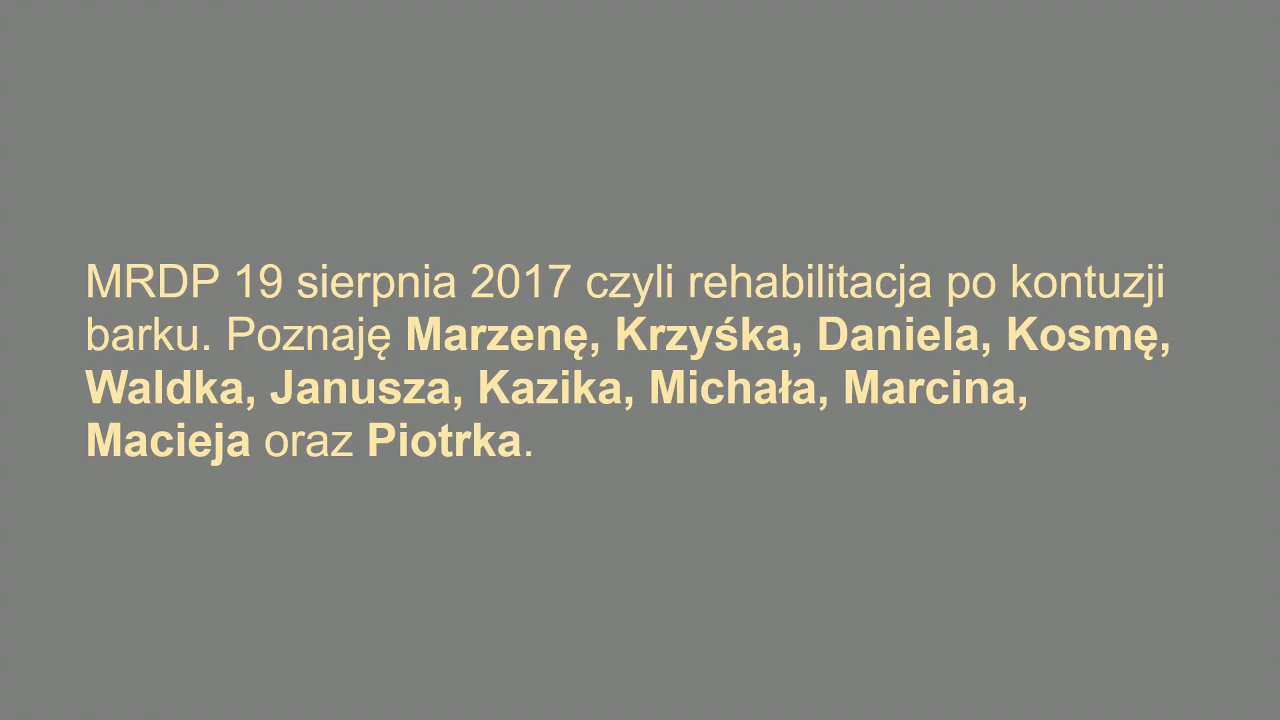 MRDP 19 sierpnia 2017 czyli rehabilitacja po kontuzji
barku. Poznaję Marzenę, Krzyśka, Daniela, Kosmę,
Waldka, Janusza, Kazika, Michała, Marcina,
Macieja oraz Piotrka.